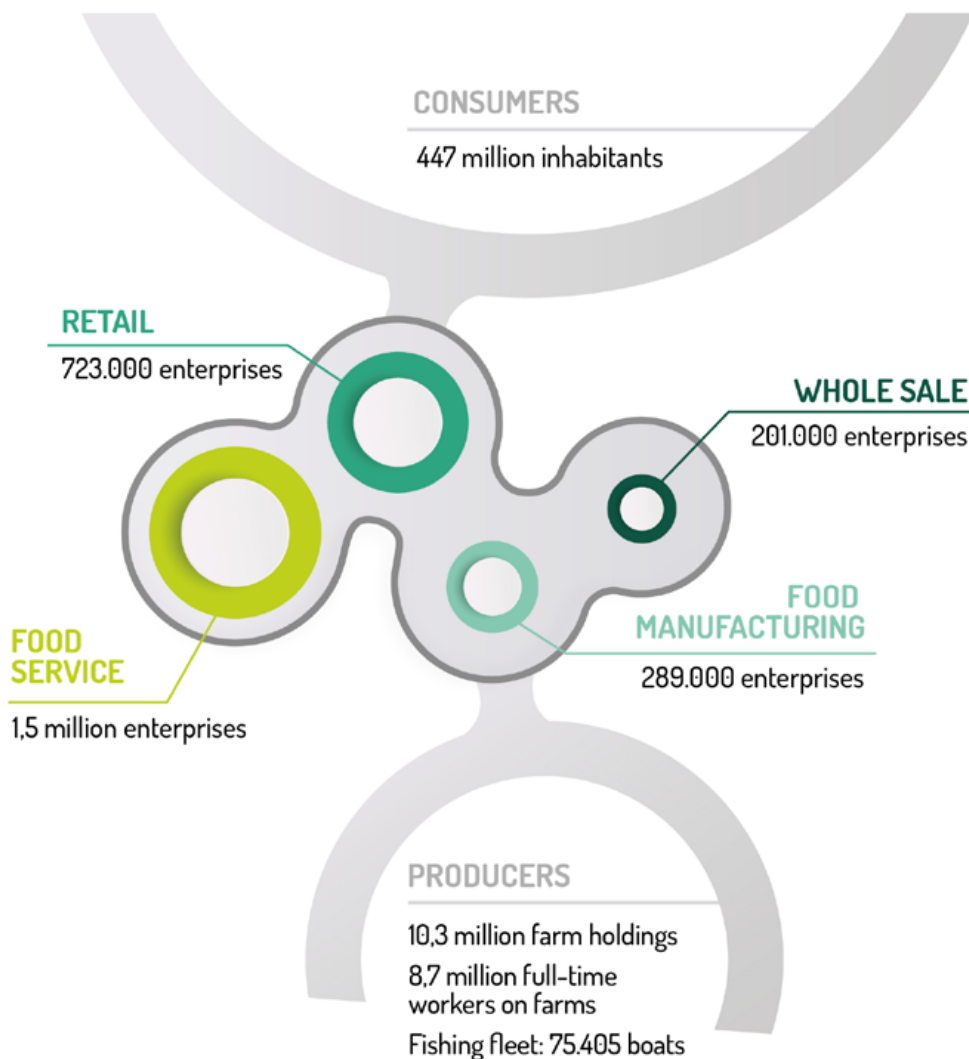 CONSUMERS
447 million inhabitants
RETAIL
723.000 enterprises
WHOLE SALE
201.000 enterprises
FOOD
SERVICE
1,5 million enterprises
FOOD
MANUFACTURING
289.000 enterprises
PRODUCERS
10,3 million farm holdings
8,7 million full-time
workers on farms
Fishing fleet: 75.405 boats